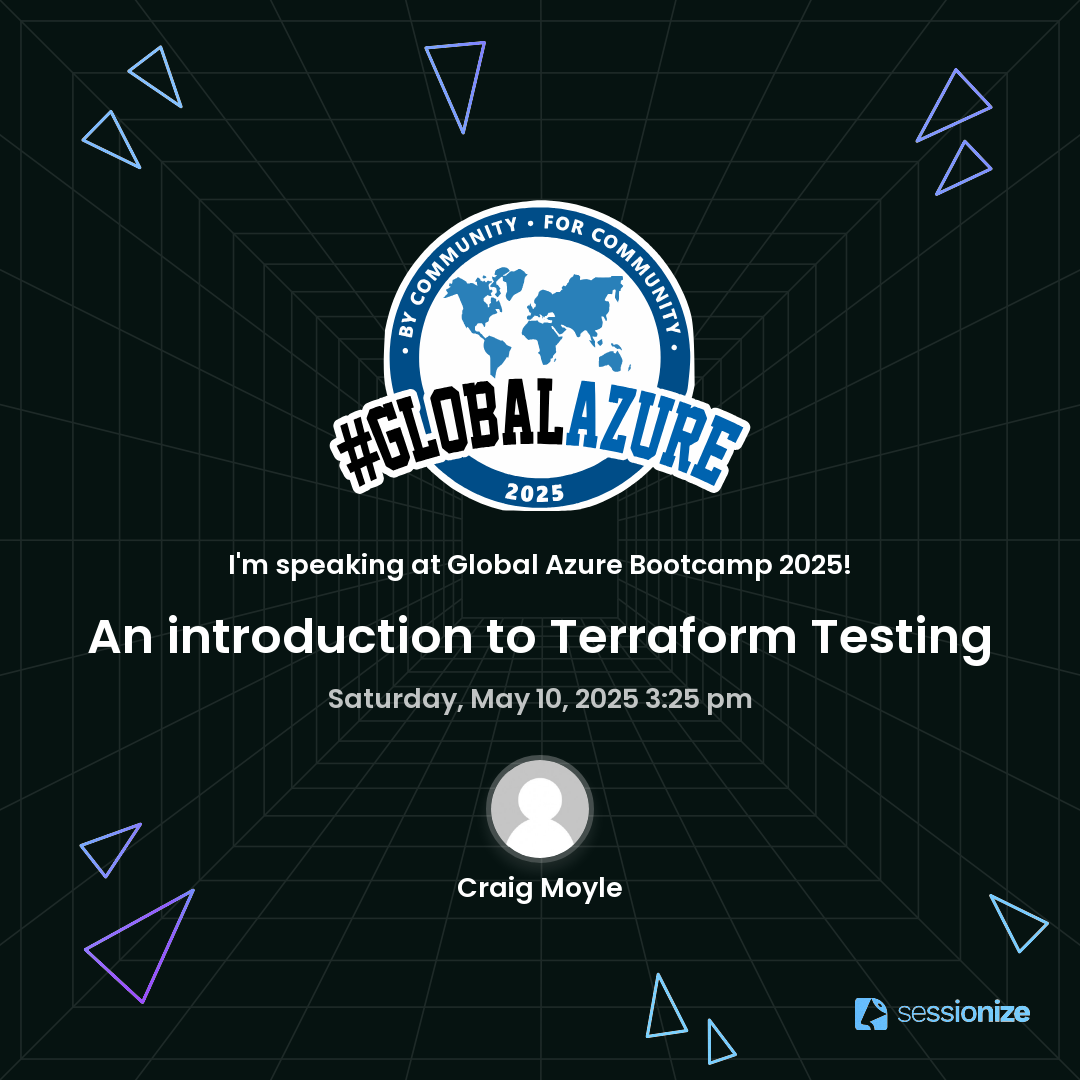 • BY COMMUNITY • FOR COMMUNITY •
#GLOBALAZURE
2025
I'm speaking at Global Azure Bootcamp 2025!
An introduction to Terraform Testing
Saturday, May 10, 2025 3:25 pm
Craig Moyle
sessionize